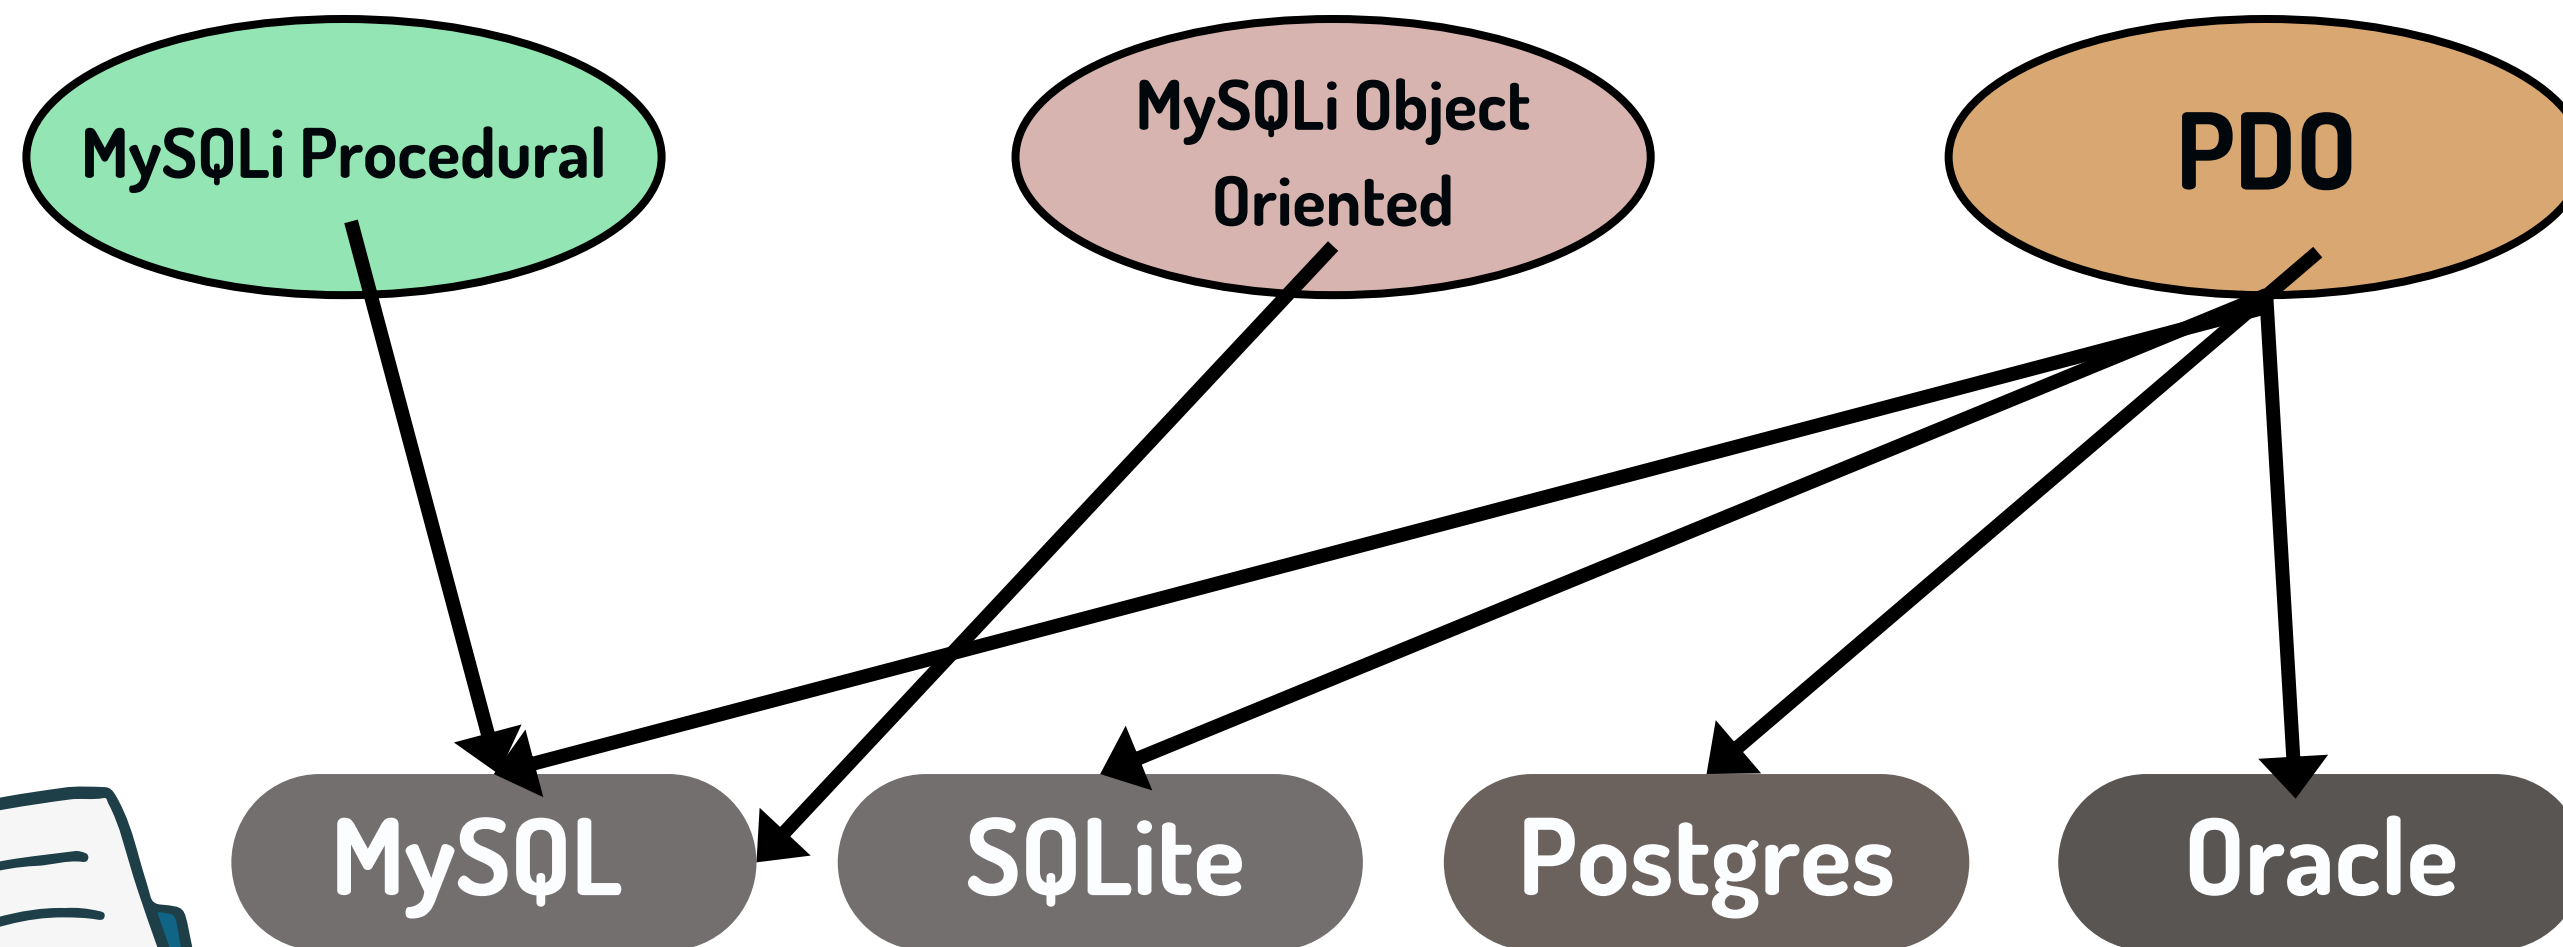 MySQLi Procedural
MySQLi Object
Oriented
PDO
MySQL
SQLite
Postgres
Oracle